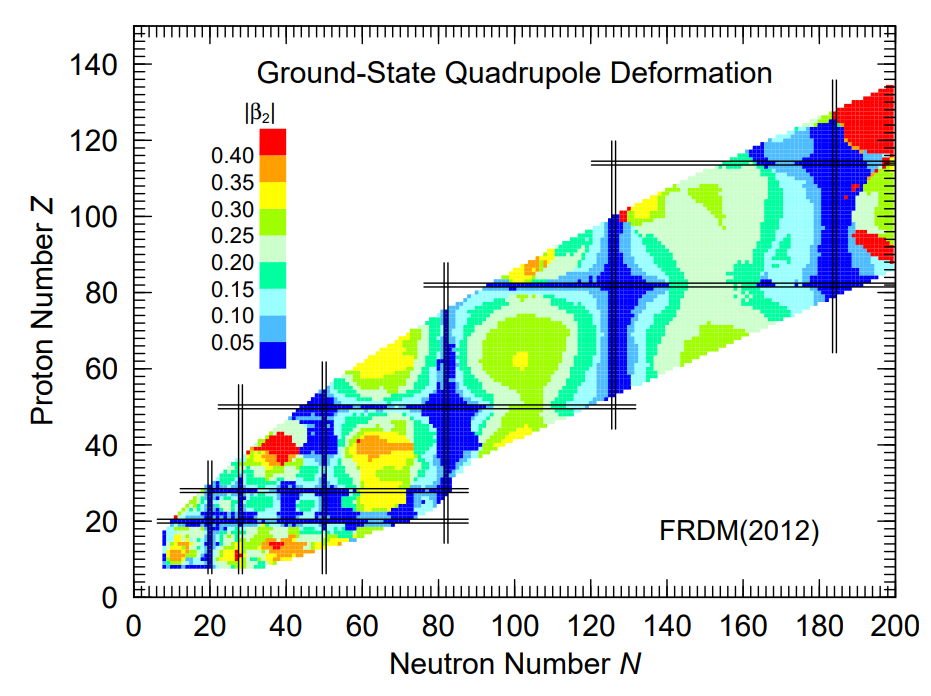 Ground-State Quadrupole Deformation
|β₂|
0.40
0.35
0.30
0.25
0.20
0.15
0.10
0.05
FRDM(2012)
Proton Number Z
140
120
100
80
60
40
20
0
0 20 40 60 80 100 120 140 160 180 200
Neutron Number N